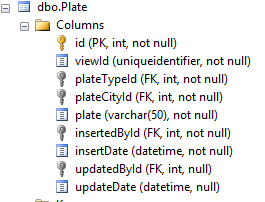 dbo.Plate
Columns
id (PK, int, not null)
viewId (uniqueidentifier, not null)
plateTypeId (FK, int, not null)
plateCityId (FK, int, not null)
plate (varchar(50), not null)
insertedById (FK, int, not null)
insertDate (datetime, not null)
updatedById (FK, int, null)
updateDate (datetime, null)